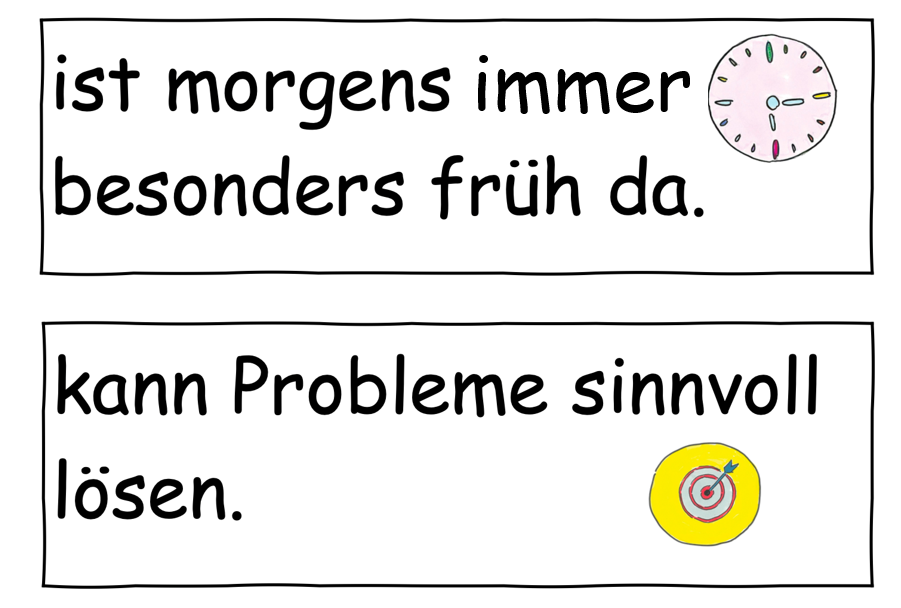 ist morgens immer
besonders früh da.
kann Probleme sinnvoll
lösen.